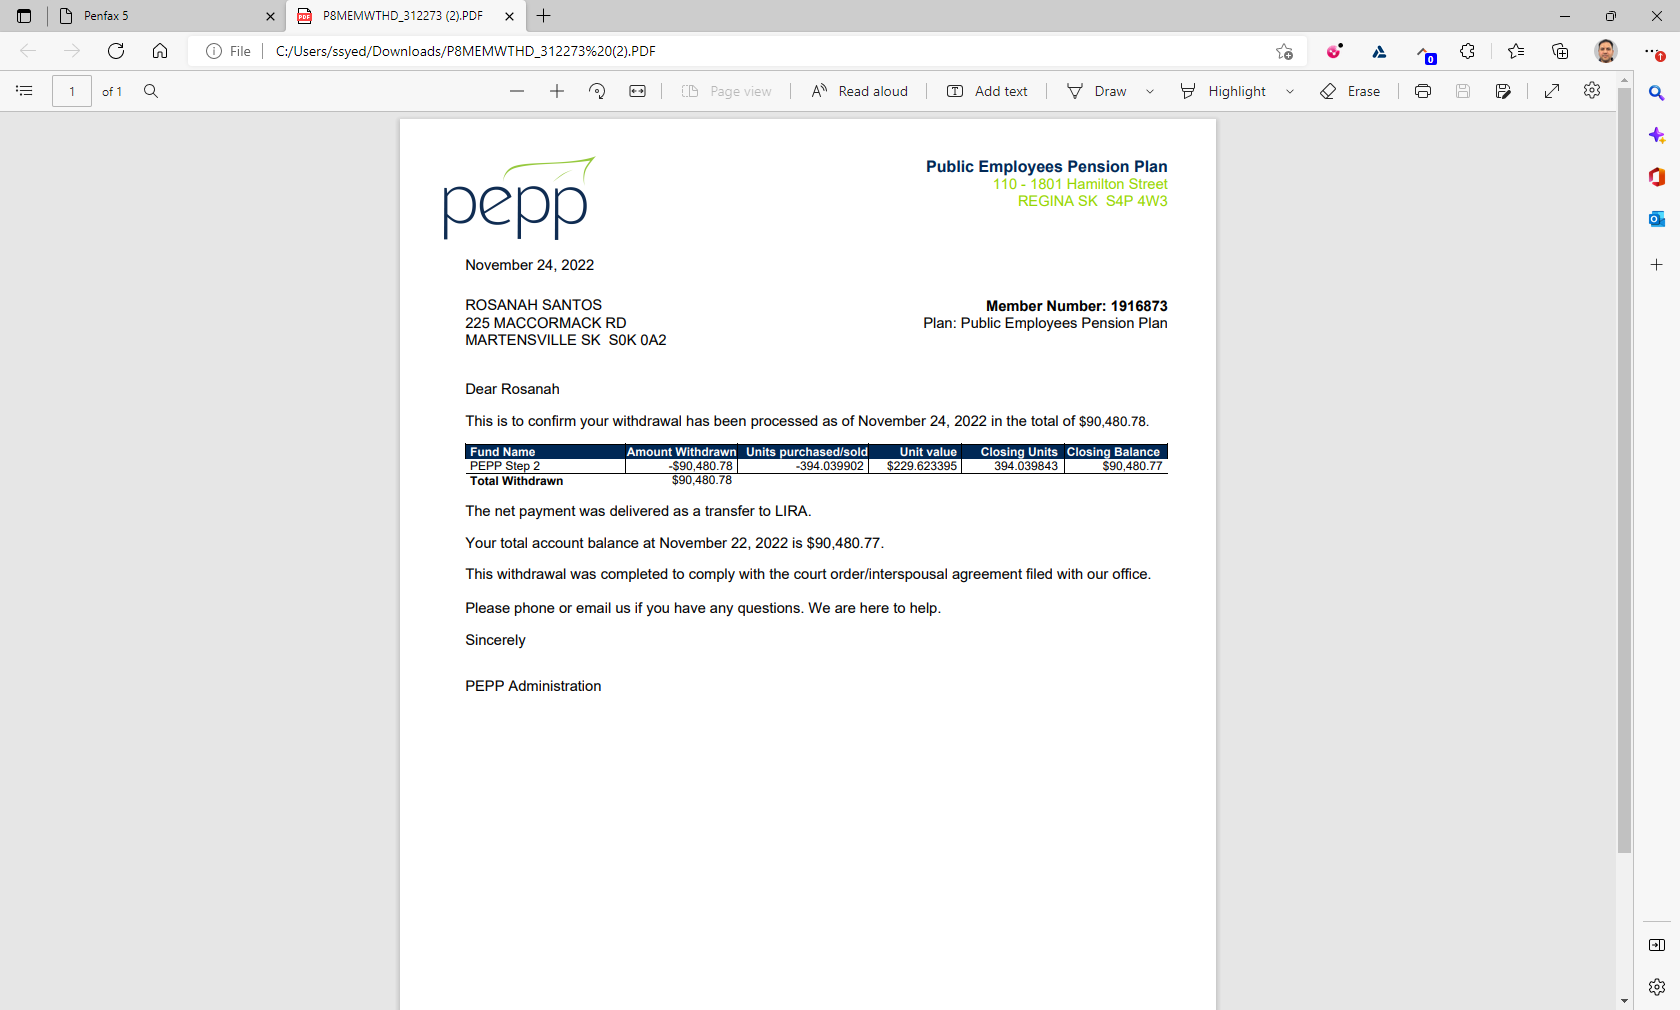 Penfax 5
P8MEMWTHD_312273 (2).PDF
File
C:/Users/ssyed/Downloads/P8MEMWTHD_312273%20(2).PDF
0
1 of 1
Page view
Read aloud
Add text
Draw
Highlight
Erase
pepp
Public Employees Pension Plan
110 - 1801 Hamilton Street
REGINA SK  S4P 4W3
November 24, 2022
ROSANAH SANTOS
225 MACCORMACK RD
MARTENSVILLE SK  S0K 0A2
Member Number: 1916873
Plan: Public Employees Pension Plan
Dear Rosanah
This is to confirm your withdrawal has been processed as of November 24, 2022 in the total of $90,480.78.
Fund Name Amount Withdrawn Units purchased/sold Unit value Closing Units Closing Balance
PEPP Step 2 -$90,480.78 -394.039902 $229.623395 394.039843 $90,480.77
Total Withdrawn $90,480.78
The net payment was delivered as a transfer to LIRA.
Your total account balance at November 22, 2022 is $90,480.77.
This withdrawal was completed to comply with the court order/interspousal agreement filed with our office.
Please phone or email us if you have any questions. We are here to help.
Sincerely
PEPP Administration